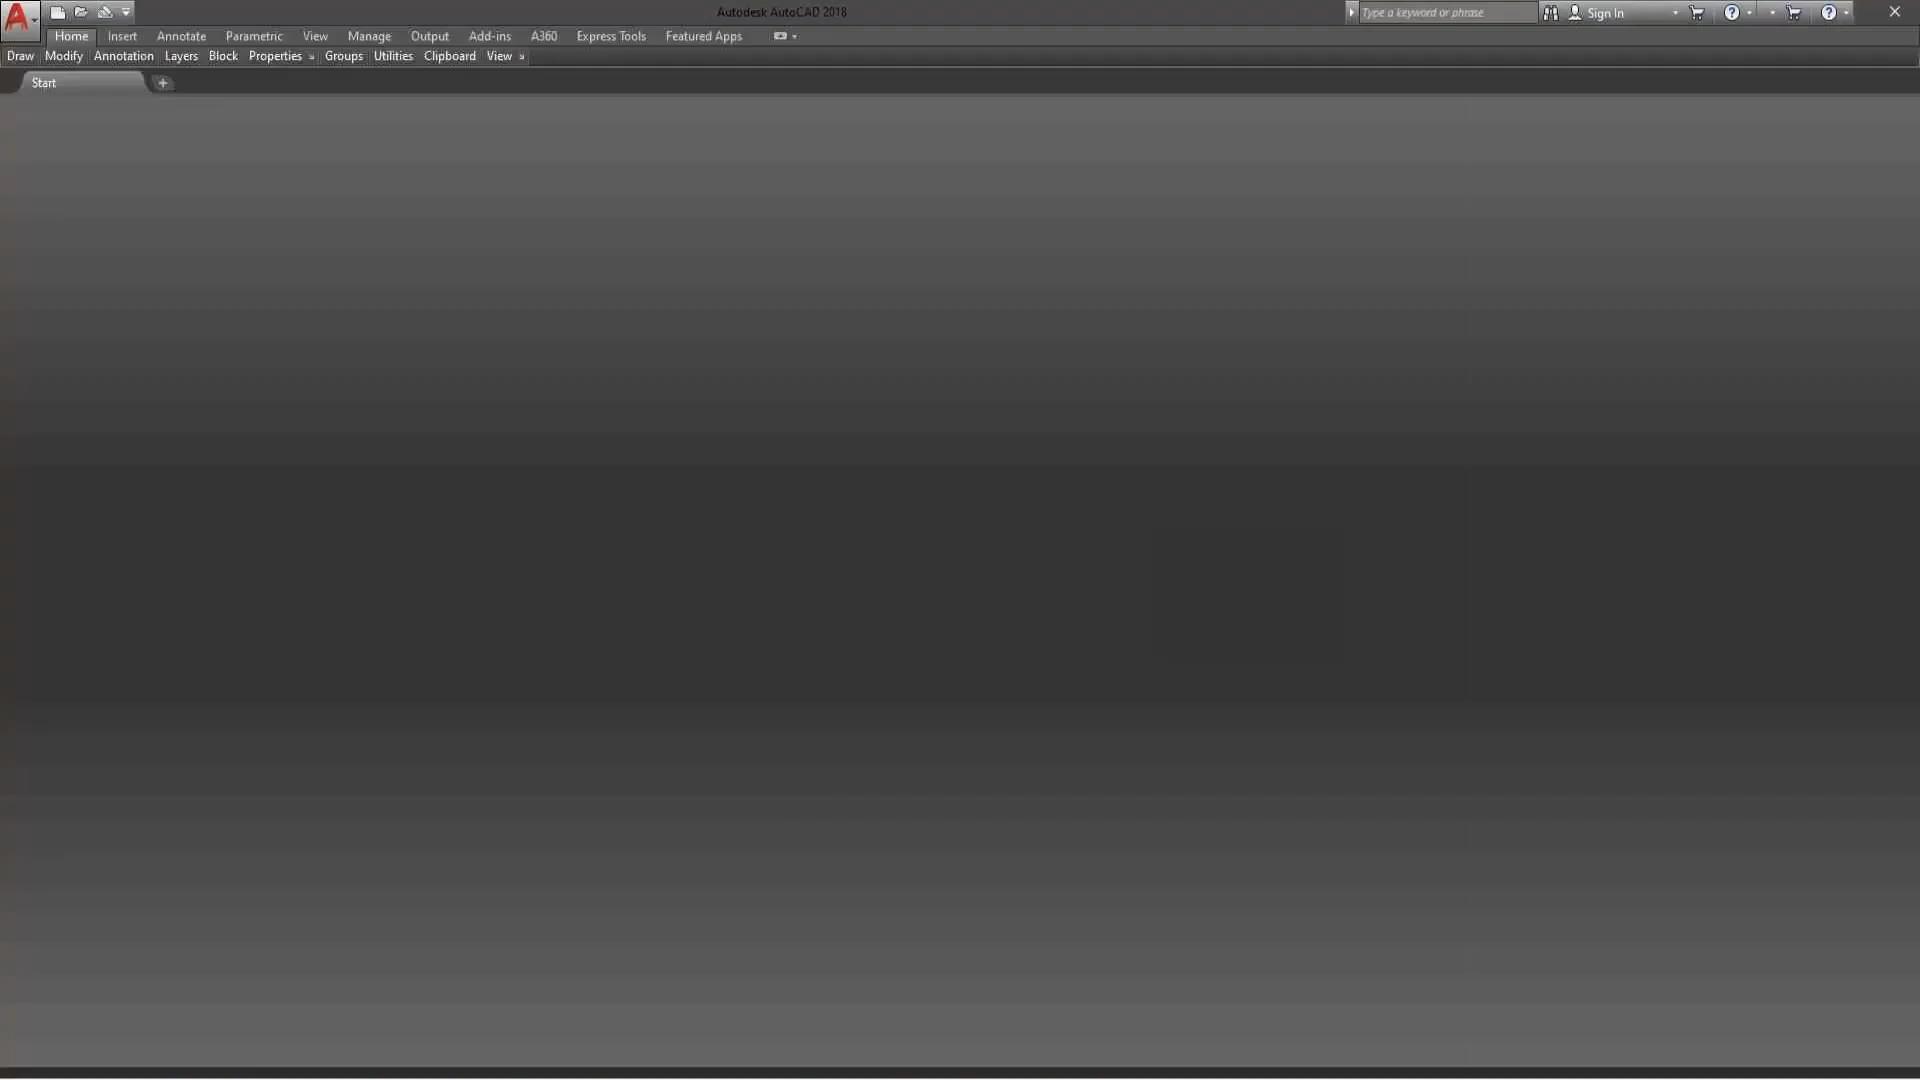 Autodesk AutoCAD 2018
Type a keyword or phrase
Sign In
Home Insert Annotate Parametric View Manage Output Add-ins A360 Express Tools Featured Apps
Draw Modify Annotation Layers Block Properties Groups Utilities Clipboard View
Start